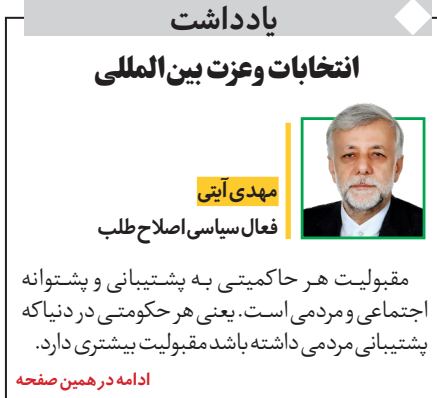 یادداشت
انتخابات وعزت بین‌المللی
مهدی آیتی
فعال سیاسی اصلاح طلب
مقبولیت هر حاکمیتی به پشتیبانی و پشتوانه
اجتماعی و مردمی است. یعنی هر حکومتی در دنیا که
پشتیبانی مردمی داشته باشد مقبولیت بیشتری دارد.
ادامه در همین صفحه